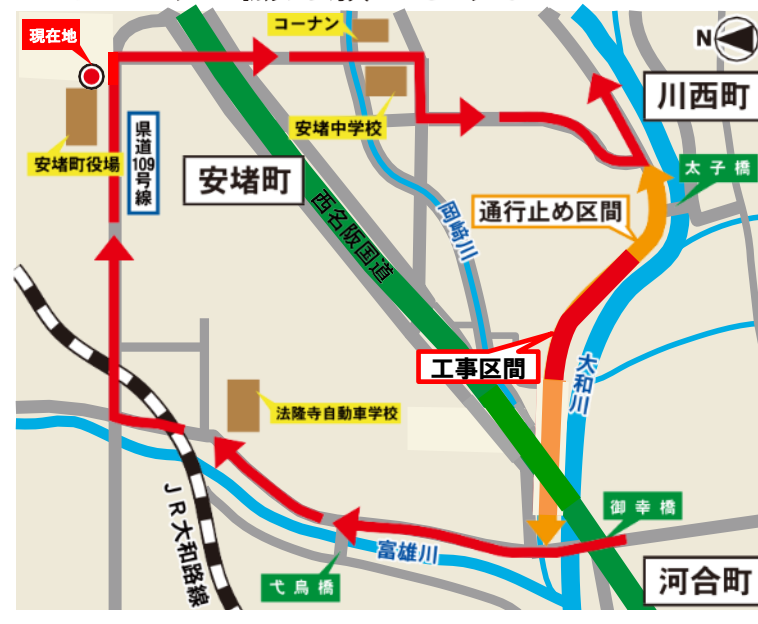 現在地
コーナン
N
川西町
安堵中学校
県道109号線
安堵町役場
安堵町
太子橋
西名阪国道
岡崎川
通行止め区間
工事区間
大和川
法隆寺自動車学校
JR大和路線
富雄川
弋鳥橋
御幸橋
河合町